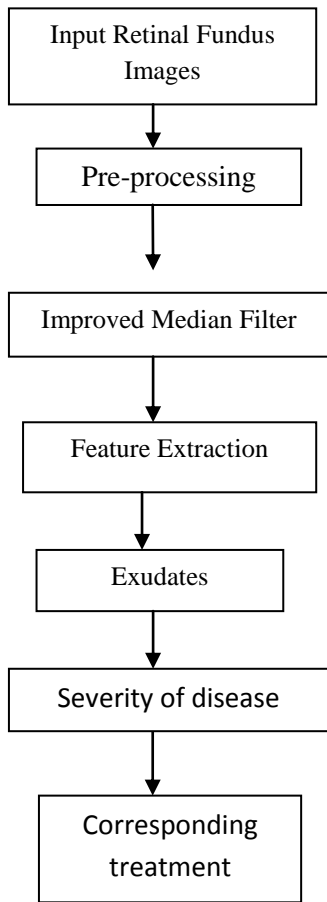 Input Retinal Fundus
Images
Pre-processing
Improved Median Filter
Feature Extraction
Exudates
Severity of disease
Corresponding
treatment